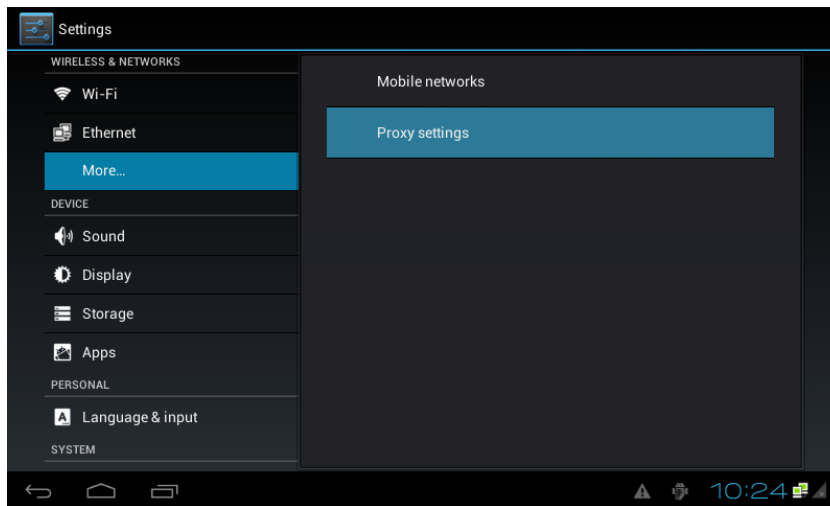 Settings
WIRELESS & NETWORKS
Wi-Fi
Ethernet
More...
DEVICE
Sound
Display
Storage
Apps
PERSONAL
Language & input
SYSTEM
Mobile networks
Proxy settings
10:24